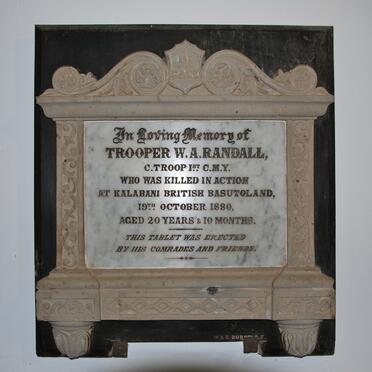 In Loving Memory of
TROOPER W.A. RANDALL,
C. TROOP 1ST C.M.Y.
WHO WAS KILLED IN ACTION
AT KALABANI BRITISH BASUTOLAND,
19TH OCTOBER 1880,
AGED 20 YEARS & 10 MONTHS.
THIS TABLET WAS ERECTED
BY HIS COMRADES AND FRIENDS.